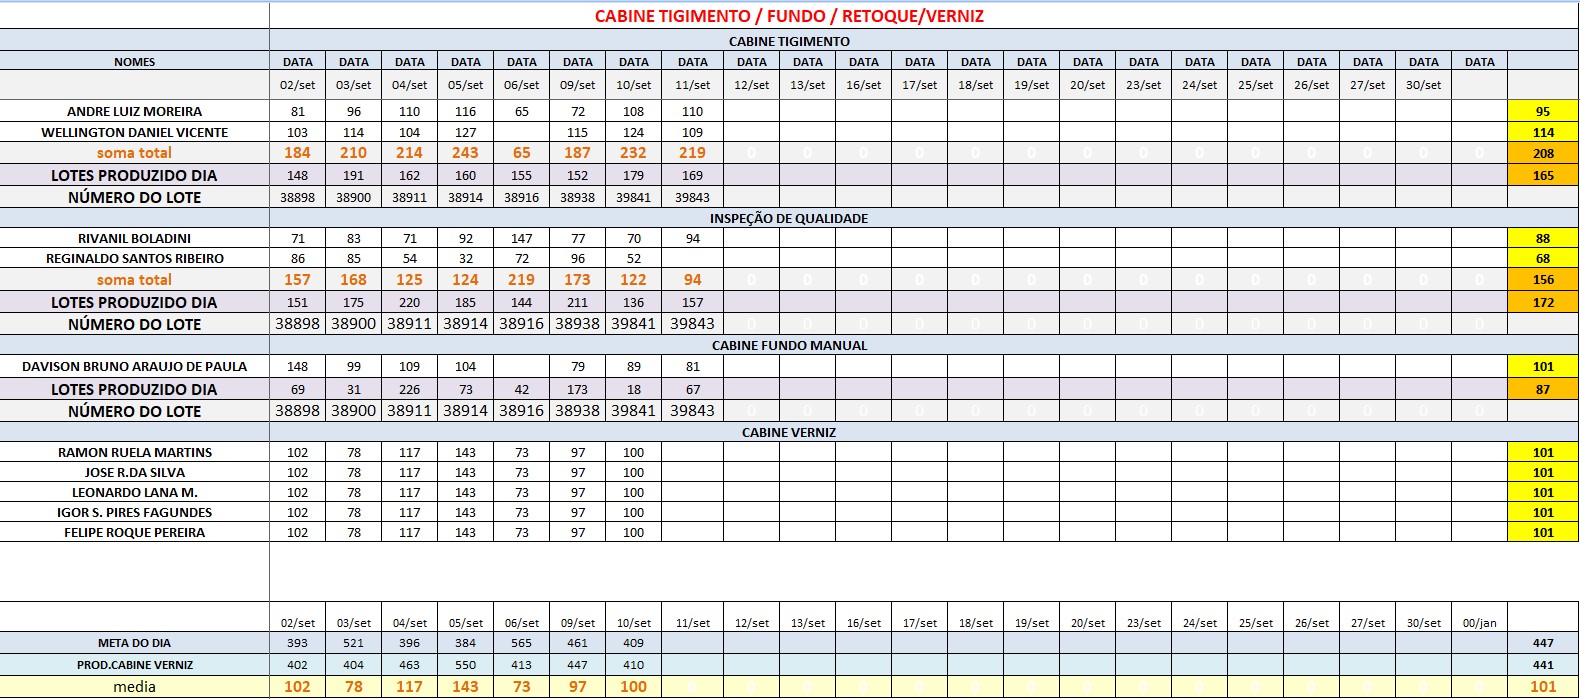 CABINE TIGIMENTO / FUNDO / RETOQUE/VERNIZ
CABINE TIGIMENTO
NOMES DATA DATA DATA DATA DATA DATA DATA DATA DATA DATA DATA DATA DATA DATA DATA DATA DATA DATA DATA DATA DATA DATA
02/set 03/set 04/set 05/set 06/set 09/set 10/set 11/set 12/set 13/set 16/set 17/set 18/set 19/set 20/set 23/set 24/set 25/set 26/set 27/set 30/set
ANDRE LUIZ MOREIRA 81 96 110 116 65 72 108 110 95
WELLINGTON DANIEL VICENTE 103 114 104 127 115 124 109 114
soma total 184 210 214 243 65 187 232 219 0 0 0 0 0 0 0 0 0 0 0 0 0 0 208
LOTES PRODUZIDO DIA 148 191 162 160 155 152 179 169 165
NÚMERO DO LOTE 38898 38900 38911 38914 38916 38938 39841 39843
INSPEÇÃO DE QUALIDADE
RIVANIL BOLADINI 71 83 71 92 147 77 70 94 88
REGINALDO SANTOS RIBEIRO 86 85 54 32 72 96 52 68
soma total 157 168 125 124 219 173 122 94 0 0 0 0 0 0 0 0 0 0 0 0 0 0 156
LOTES PRODUZIDO DIA 151 175 220 185 144 211 136 157 172
NÚMERO DO LOTE 38898 38900 38911 38914 38916 38938 39841 39843 0 0 0 0 0 0 0 0 0 0 0 0 0 0
CABINE FUNDO MANUAL
DAVISON BRUNO ARAUJO DE PAULA 148 99 109 104 79 89 81 101
LOTES PRODUZIDO DIA 69 31 226 73 42 173 18 67 87
NÚMERO DO LOTE 38898 38900 38911 38914 38916 38938 39841 39843 0 0 0 0 0 0 0 0 0 0 0 0 0 0
CABINE VERNIZ
RAMON RUELA MARTINS 102 78 117 143 73 97 100 101
JOSE R.DA SILVA 102 78 117 143 73 97 100 101
LEONARDO LANA M. 102 78 117 143 73 97 100 101
IGOR S. PIRES FAGUNDES 102 78 117 143 73 97 100 101
FELIPE ROQUE PEREIRA 102 78 117 143 73 97 100 101
02/set 03/set 04/set 05/set 06/set 09/set 10/set 11/set 12/set 13/set 16/set 17/set 18/set 19/set 20/set 23/set 24/set 25/set 26/set 27/set 30/set 00/jan
META DO DIA 393 521 396 384 565 461 409 447
PROD.CABINE VERNIZ 402 404 463 550 413 447 410 441
media 102 78 117 143 73 97 100 101